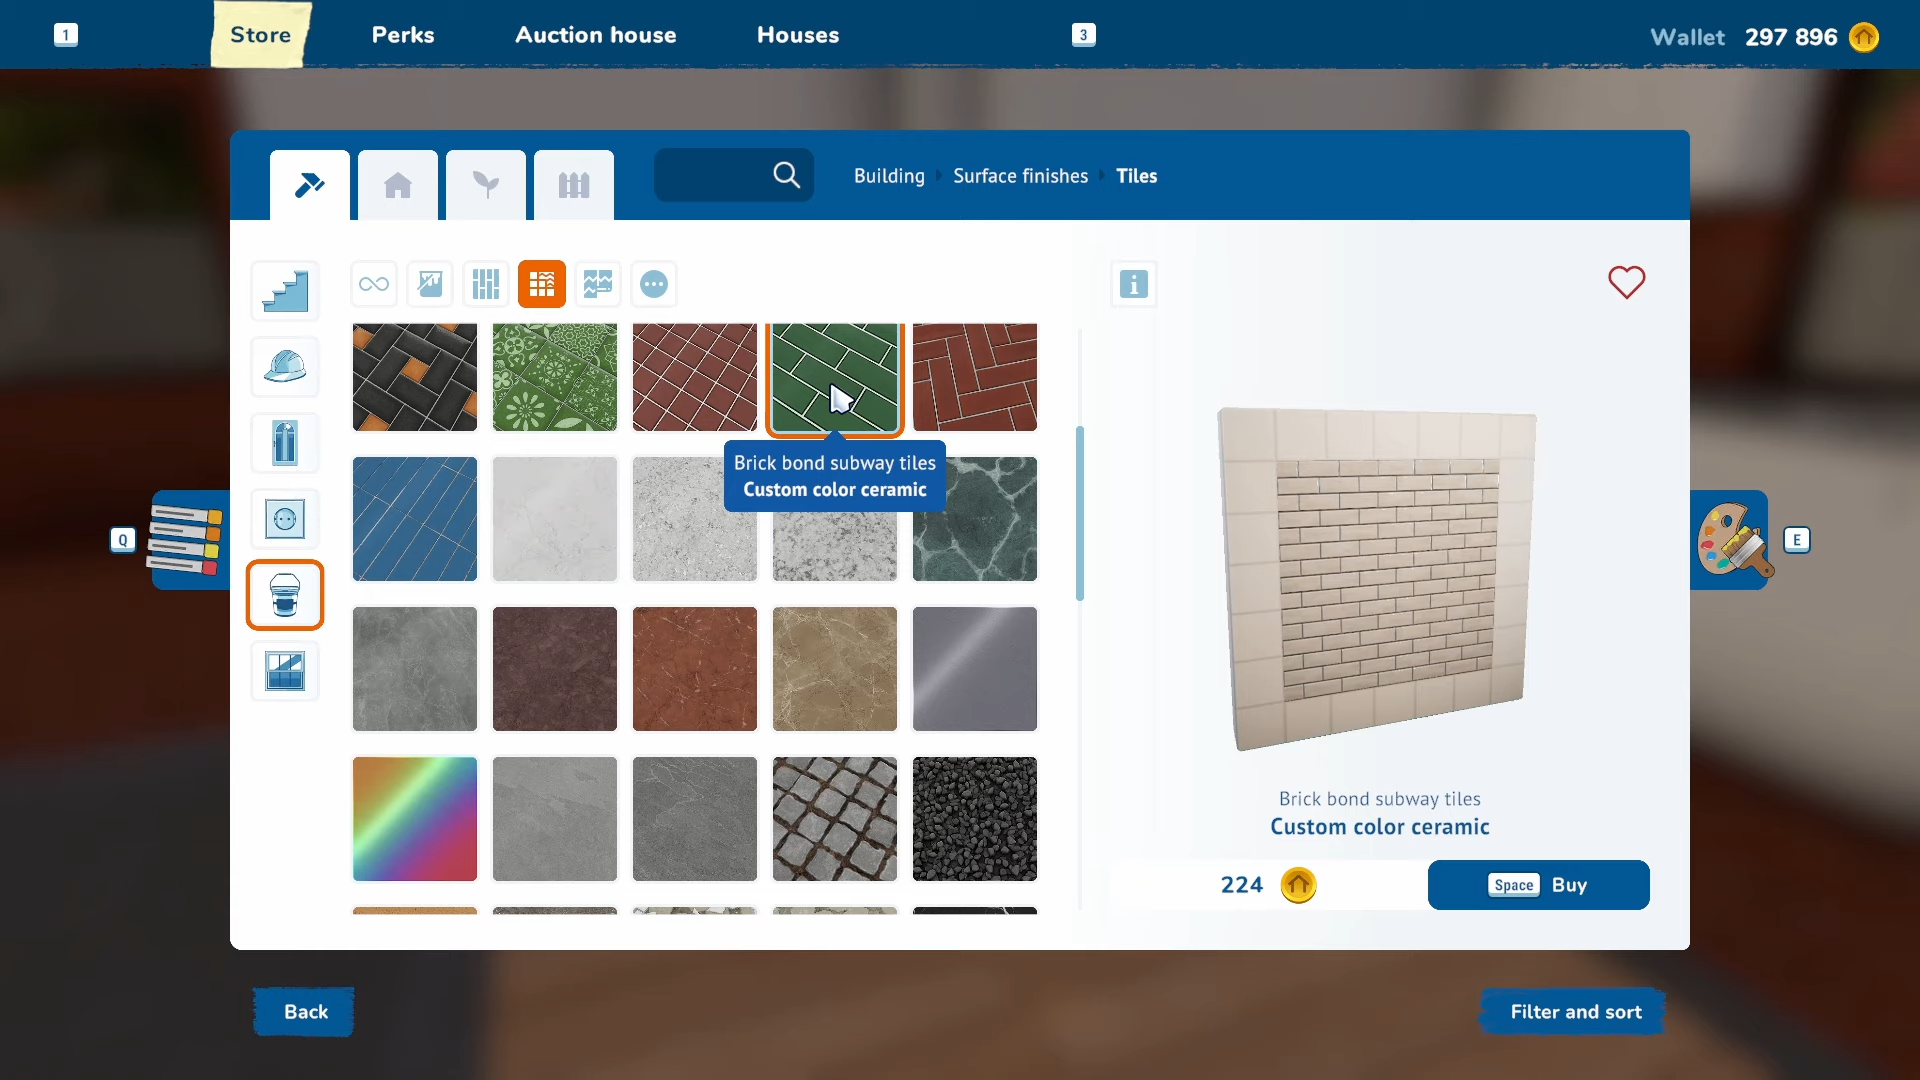 1
Store
Perks
Auction house
Houses
3
Wallet 297 896
Building
Surface finishes
Tiles
i
Brick bond subway tiles
Custom color ceramic
Q
E
Brick bond subway tiles
Custom color ceramic
224
Space Buy
Back
Filter and sort